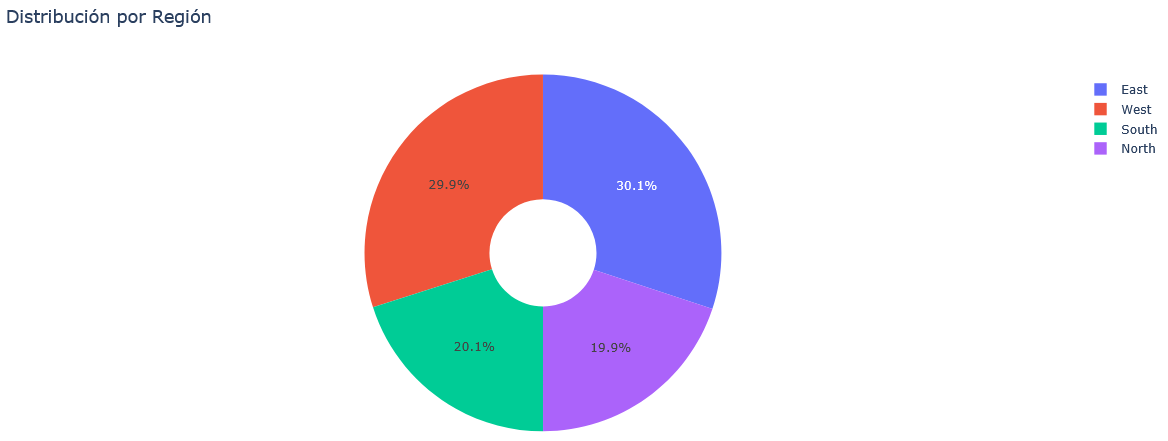 Distribución por Región
East
West
South
North
29.9%
30.1%
20.1%
19.9%